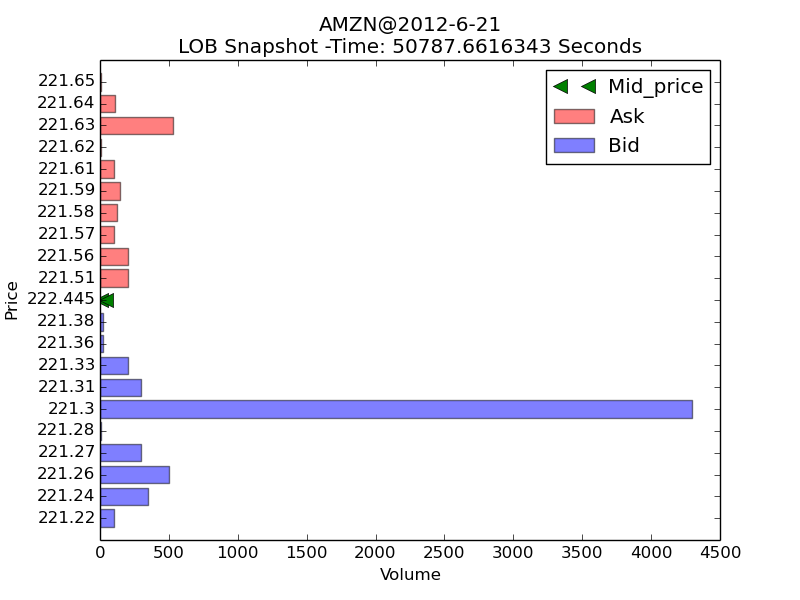 AMZN@2012-6-21
LOB Snapshot -Time: 50787.6616343 Seconds
Mid_price
Ask
Bid
221.65
221.64
221.63
221.62
221.61
221.59
221.58
221.57
221.56
221.51
222.445
221.38
221.36
221.33
221.31
221.3
221.28
221.27
221.26
221.24
221.22
Price
0 500 1000 1500 2000 2500 3000 3500 4000 4500
Volume